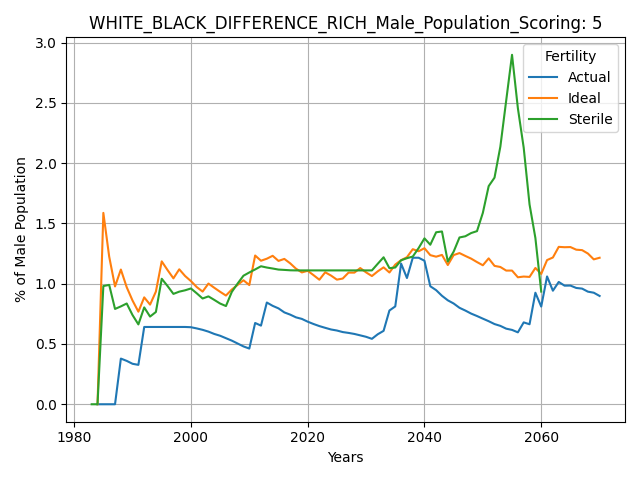 WHITE_BLACK_DIFFERENCE_RICH_Male_Population_Scoring: 5
Fertility
Actual
Ideal
Sterile
% of Male Population
3.0
2.5
2.0
1.5
1.0
0.5
0.0
1980
2000
2020
2040
2060
Years